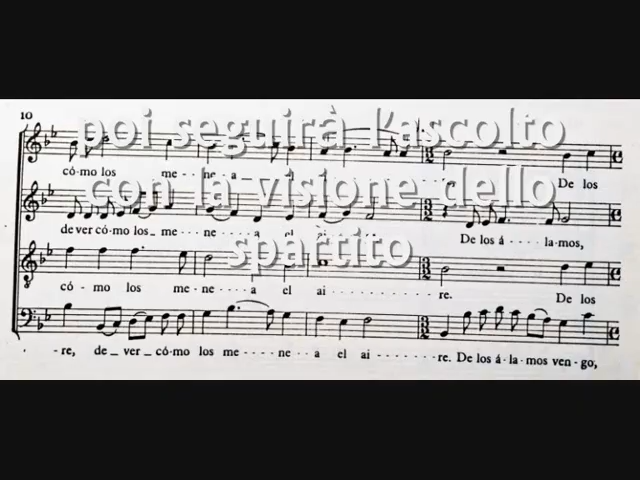 10
poi seguirà l'ascolto
có-mo los me - - ne - a
con la visione dello
De los
de ver có-mo los me - - ne - - - a el ai
De los á - - - - la-mos,
spartito
có - mo los me-ne - - - - a el ai - - - - - - - - re. De los
- re, de ver có-mo los me - - - ne - a el ai - - - - - - re. De los á-la-mos ven-go,